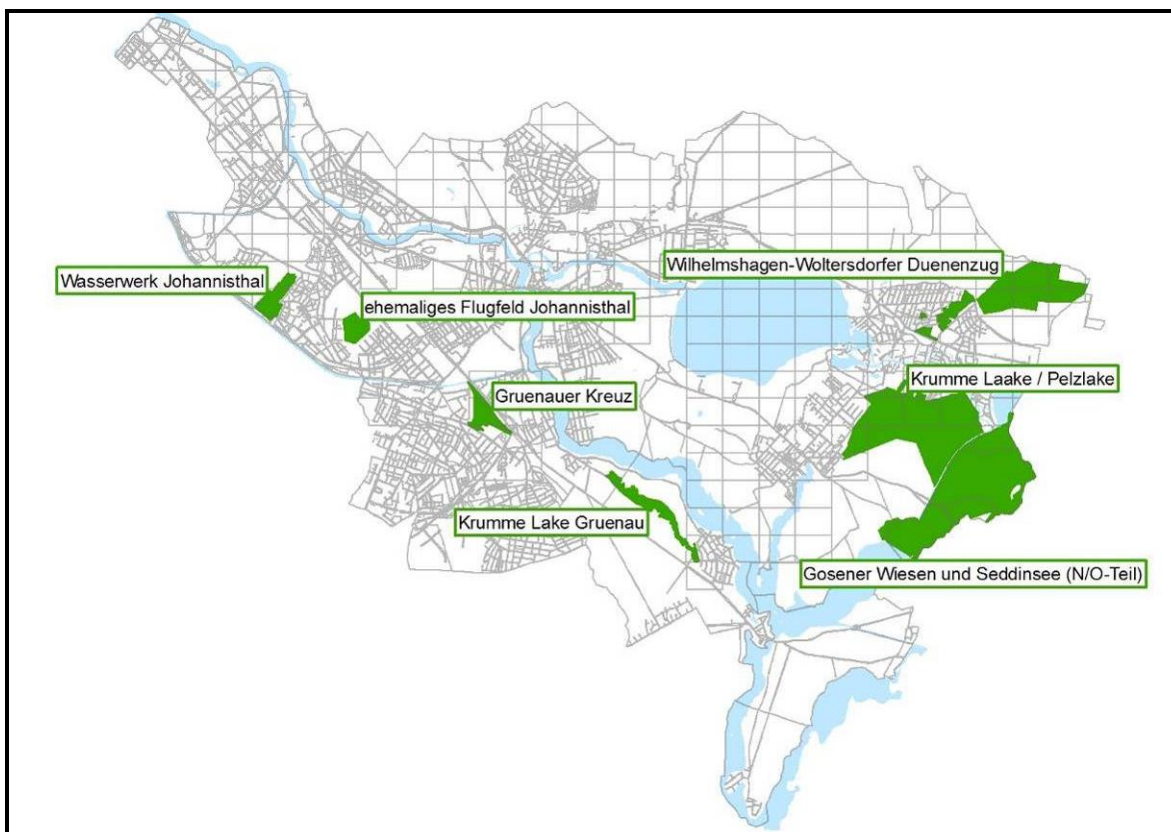 Wilhelmshagen-Woltersdorfer Duenenzug
Wasserwerk Johannisthal
ehemaliges Flugfeld Johannisthal
Krumme Laake / Pelzlake
Gruenauer Kreuz
Krumme Lake Gruenau
Gosener Wiesen und Seddinsee (N/O-Teil)